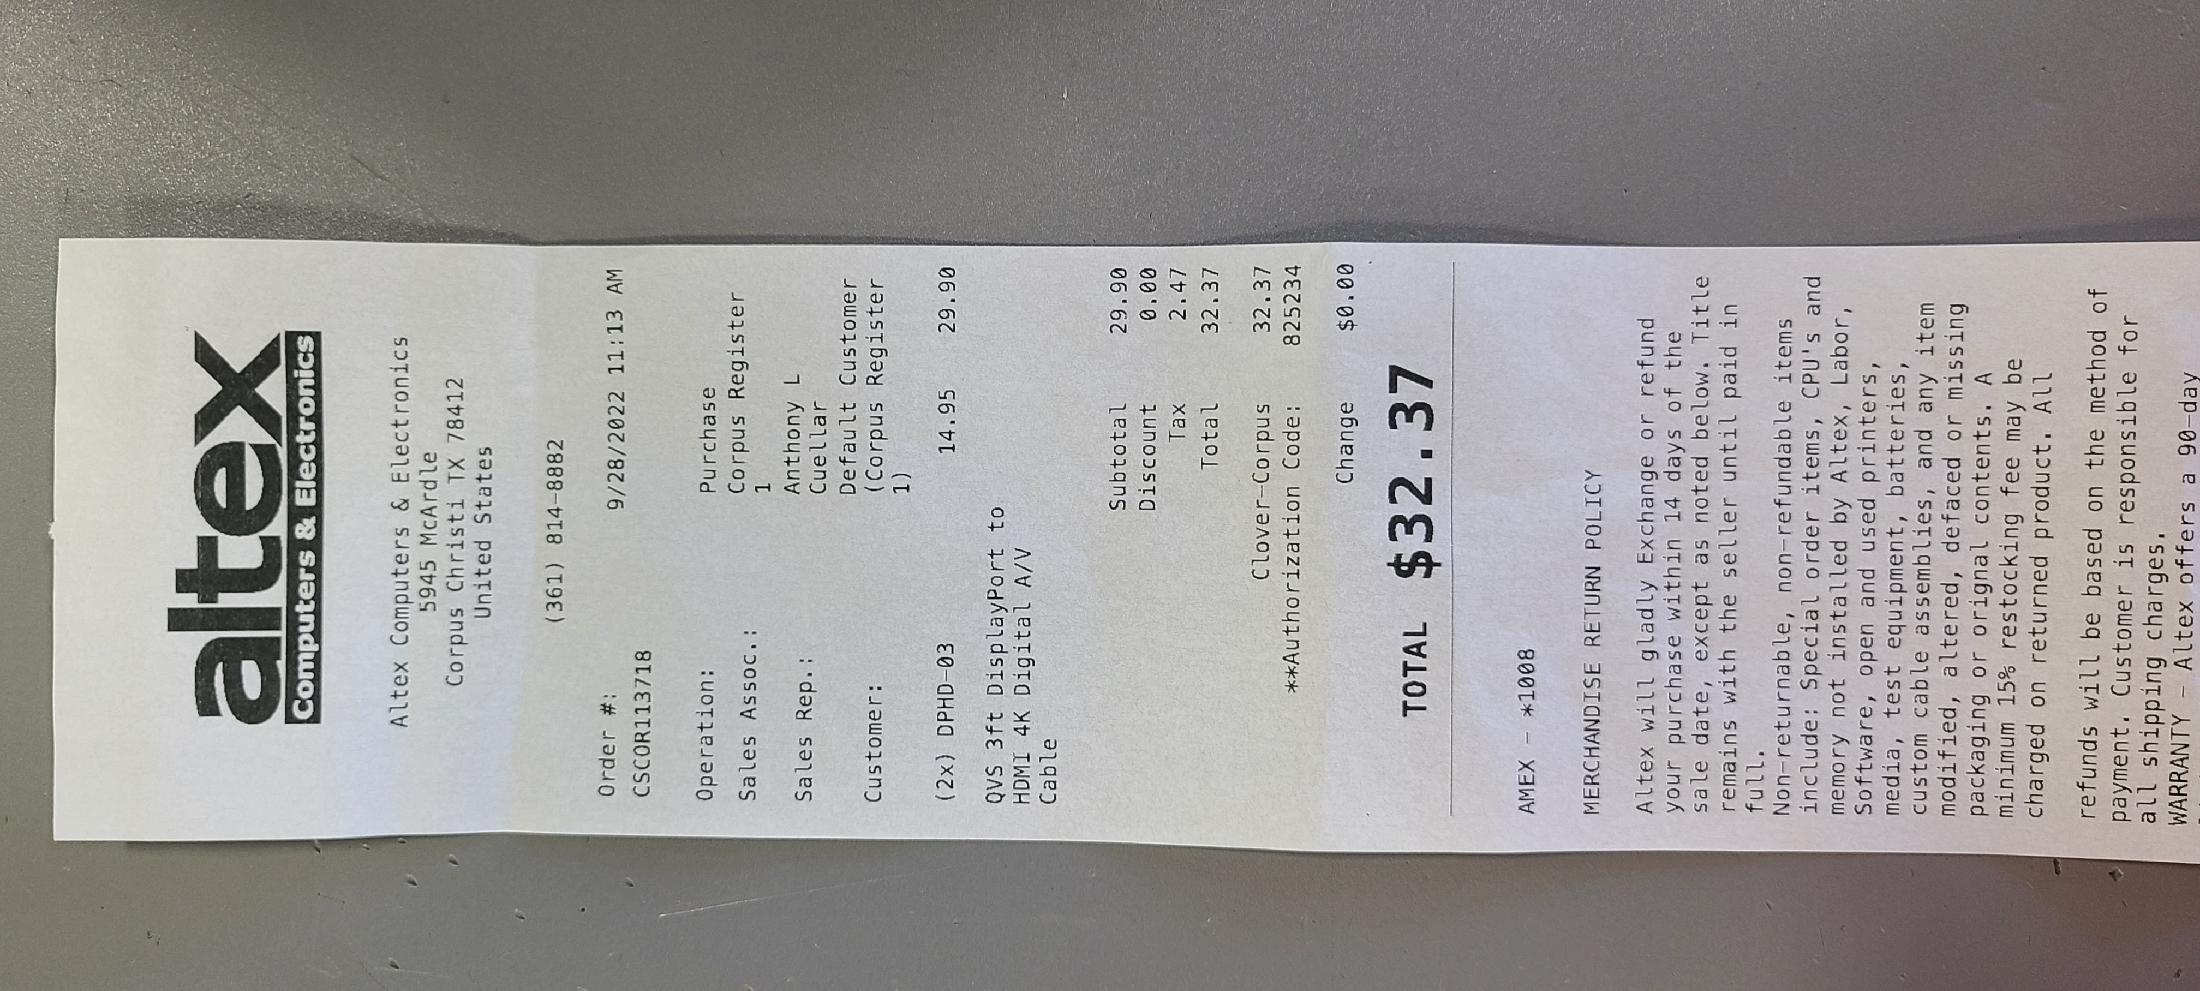 altex
Computers & Electronics
Altex Computers & Electronics
5945 McArdle
Corpus Christi TX 78412
United States
(361) 814-8882
Order #: 9/28/2022 11:13 AM
CSCOR113718
Operation: Purchase
Sales Assoc.: Corpus Register
1
Sales Rep.: Anthony L
Cuellar
Customer: Default Customer
(Corpus Register
1)
(2x) DPHD-03 14.95 29.90
QVS 3ft DisplayPort to
HDMI 4K Digital A/V
Cable
Subtotal 29.90
Discount 0.00
Tax 2.47
Total 32.37
Clover-Corpus 32.37
**Authorization Code: 825234
Change $0.00
TOTAL $32.37
AMEX - *1008
MERCHANDISE RETURN POLICY
Altex will gladly Exchange or refund
your purchase within 14 days of the
sale date, except as noted below. Title
remains with the seller until paid in
full.
Non-returnable, non-refundable items
include: Special order items, CPU's and
memory not installed by Altex, Labor,
Software, open and used printers,
media, test equipment, batteries,
custom cable assemblies, and any item
modified, altered, defaced or missing
packaging or orignal contents. A
minimum 15% restocking fee may be
charged on returned product. All
refunds will be based on the method of
payment. Customer is responsible for
all shipping charges.
WARRANTY - Altex offers a 90-day